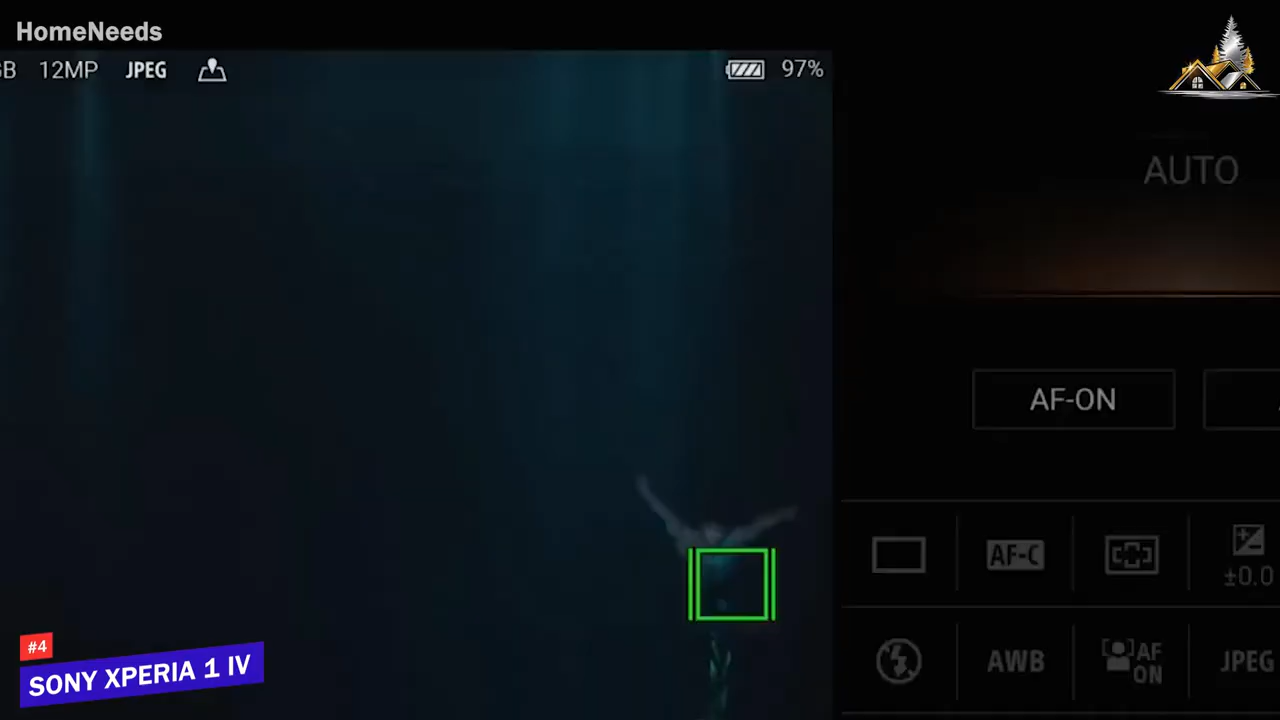 HomeNeeds
GB 12MP JPEG 97%
AUTO
AF-ON
AF-C
±0.0
AWB
AF
ON
JPEG
#4
SONY XPERIA 1 IV